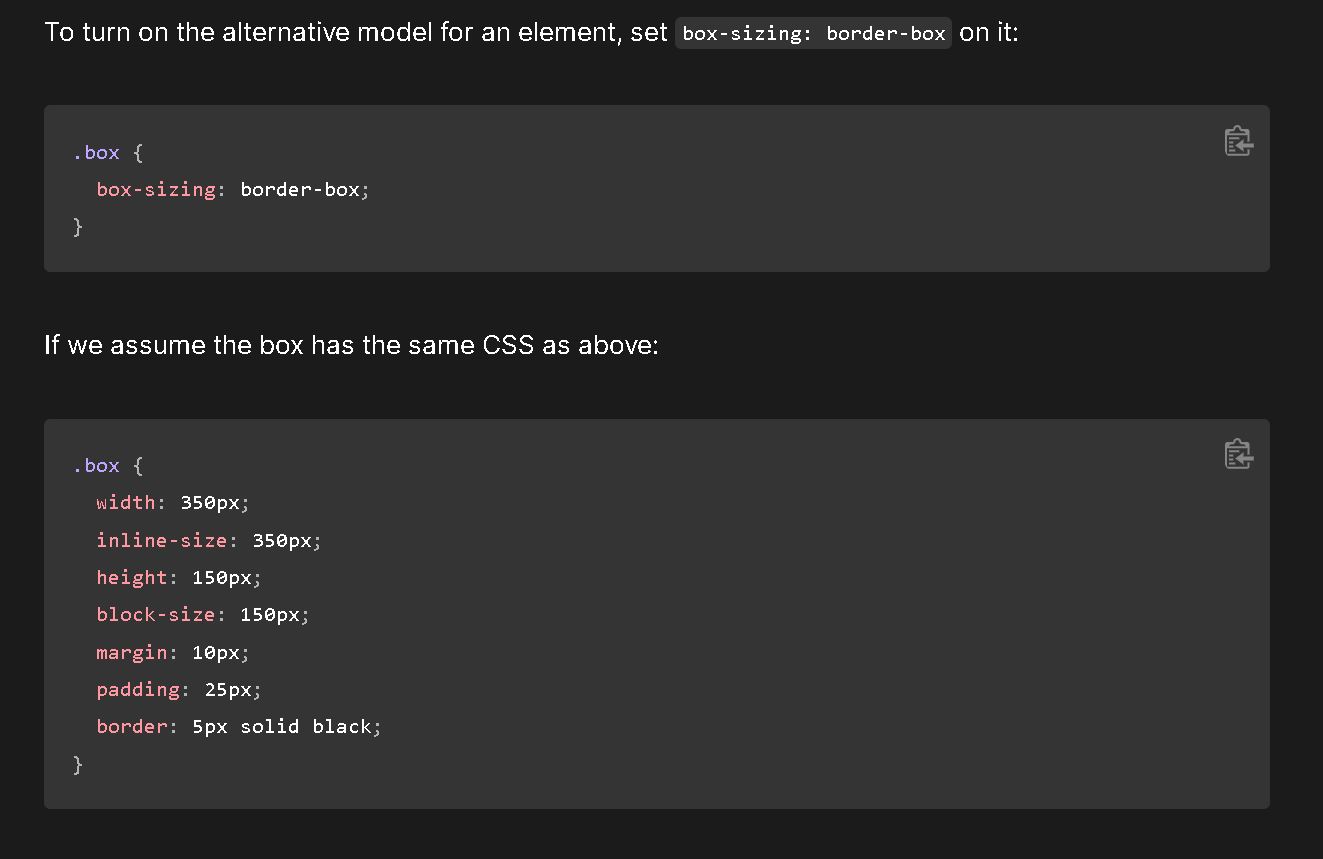 To turn on the alternative model for an element, set box-sizing: border-box on it:
.box {
  box-sizing: border-box;
}
If we assume the box has the same CSS as above:
.box {
  width: 350px;
  inline-size: 350px;
  height: 150px;
  block-size: 150px;
  margin: 10px;
  padding: 25px;
  border: 5px solid black;
}